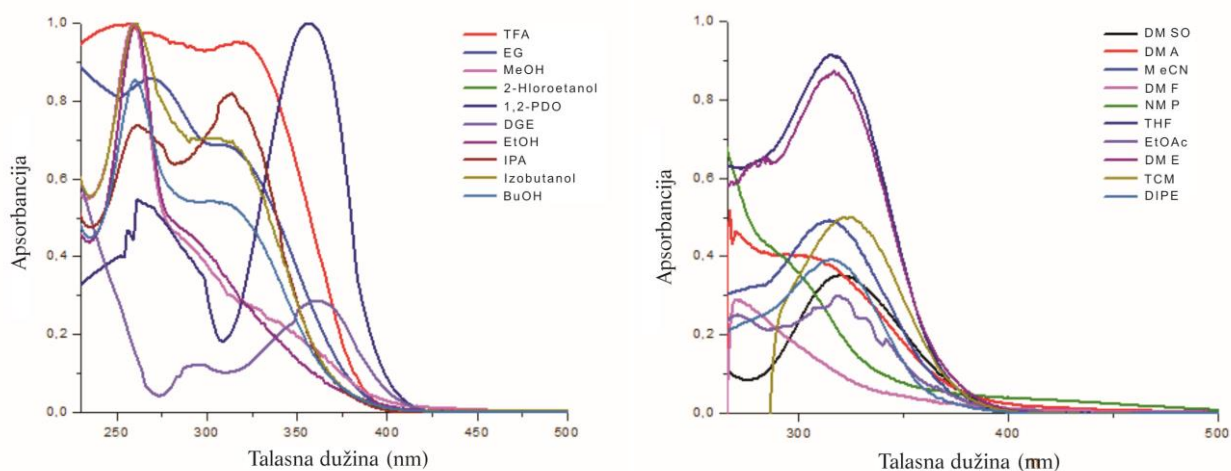 1,0
0,8
0,6
0,4
0,2
0,0
Apsorbancija
250
300
350
400
450
500
Talasna dužina (nm)
TFA
EG
MeOH
2-Hloroetanol
1,2-PDO
DGE
EtOH
IPA
Izobutanol
BuOH
1,0
0,8
0,6
0,4
0,2
0,0
Apsorbancija
300
400
500
Talasna dužina (nm)
DM SO
DM A
M eCN
DM F
NM P
THF
EtOAc
DM E
TCM
DIPE